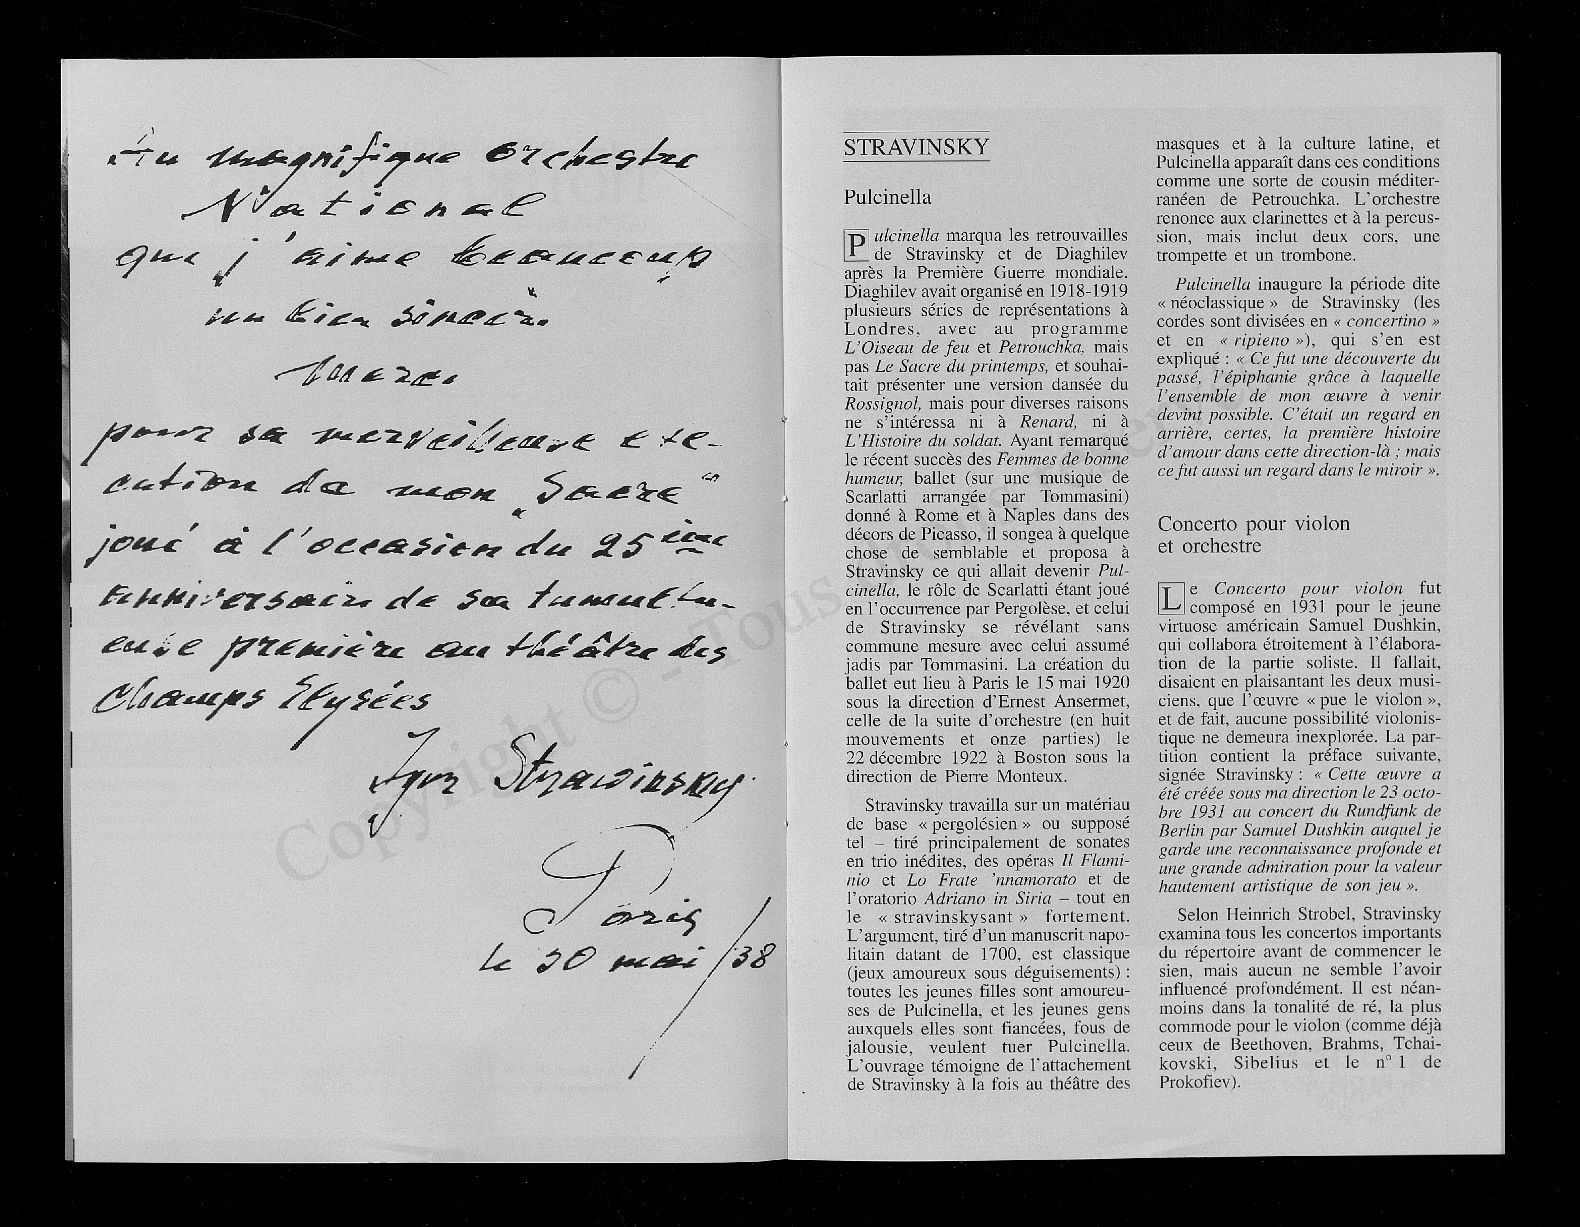 Au magnifique Orchestre
National
que j'aime beaucoup
un bien sincère
Merci
pour sa merveilleuse exé-
cution de mon „Sacre"
joué à l'occasion du 25ième
anniversaire de sa tumultu-
euse première au théâtre des
Champs Elysées
Igor Strawinsky
Paris
le 30 mai /38
STRAVINSKY
Pulcinella
Pulcinella marqua les retrouvailles
de Stravinsky et de Diaghilev
après la Première Guerre mondiale.
Diaghilev avait organisé en 1918-1919
plusieurs séries de représentations à
Londres, avec au programme
L'Oiseau de feu et Petrouchka, mais
pas Le Sacre du printemps, et souhai-
tait présenter une version dansée du
Rossignol, mais pour diverses raisons
ne s'intéressa ni à Renard, ni à
L'Histoire du soldat. Ayant remarqué
le récent succès des Femmes de bonne
humeur, ballet (sur une musique de
Scarlatti arrangée par Tommasini)
donné à Rome et à Naples dans des
décors de Picasso, il songea à quelque
chose de semblable et proposa à
Stravinsky ce qui allait devenir Pul-
cinella, le rôle de Scarlatti étant joué
en l'occurrence par Pergolèse, et celui
de Stravinsky se révélant sans
commune mesure avec celui assumé
jadis par Tommasini. La création du
ballet eut lieu à Paris le 15 mai 1920
sous la direction d'Ernest Ansermet,
celle de la suite d'orchestre (en huit
mouvements et onze parties) le
22 décembre 1922 à Boston sous la
direction de Pierre Monteux.
Stravinsky travailla sur un matériau
de base « pergolésien » ou supposé
tel – tiré principalement de sonates
en trio inédites, des opéras Il Flami-
nio et Lo Frate 'nnamorato et de
l'oratorio Adriano in Siria – tout en
le « stravinskysant » fortement.
L'argument, tiré d'un manuscrit napo-
litain datant de 1700, est classique
(jeux amoureux sous déguisements) :
toutes les jeunes filles sont amoureu-
ses de Pulcinella, et les jeunes gens
auxquels elles sont fiancées, fous de
jalousie, veulent tuer Pulcinella.
L'ouvrage témoigne de l'attachement
de Stravinsky à la fois au théâtre des
masques et à la culture latine, et
Pulcinella apparaît dans ces conditions
comme une sorte de cousin méditer-
ranéen de Petrouchka. L'orchestre
renonce aux clarinettes et à la percus-
sion, mais inclut deux cors, une
trompette et un trombone.
Pulcinella inaugure la période dite
« néoclassique » de Stravinsky (les
cordes sont divisées en « concertino »
et en « ripieno »), qui s'en est
expliqué : « Ce fut une découverte du
passé, l'épiphanie grâce à laquelle
l'ensemble de mon œuvre à venir
devint possible. C'était un regard en
arrière, certes, la première histoire
d'amour dans cette direction-là ; mais
ce fut aussi un regard dans le miroir ».
Concerto pour violon
et orchestre
Le Concerto pour violon fut
composé en 1931 pour le jeune
virtuose américain Samuel Dushkin,
qui collabora étroitement à l'élabora-
tion de la partie soliste. Il fallait,
disaient en plaisantant les deux musi-
ciens, que l'œuvre « pue le violon »,
et de fait, aucune possibilité violonis-
tique ne demeura inexplorée. La par-
tition contient la préface suivante,
signée Stravinsky : « Cette œuvre a
été créée sous ma direction le 23 octo-
bre 1931 au concert du Rundfunk de
Berlin par Samuel Dushkin auquel je
garde une reconnaissance profonde et
une grande admiration pour la valeur
hautement artistique de son jeu ».
Selon Heinrich Strobel, Stravinsky
examina tous les concertos importants
du répertoire avant de commencer le
sien, mais aucun ne semble l'avoir
influencé profondément. Il est néan-
moins dans la tonalité de ré, la plus
commode pour le violon (comme déjà
ceux de Beethoven, Brahms, Tchaï-
kovski, Sibelius et le n° 1 de
Prokofiev).
Copyright © -Tous